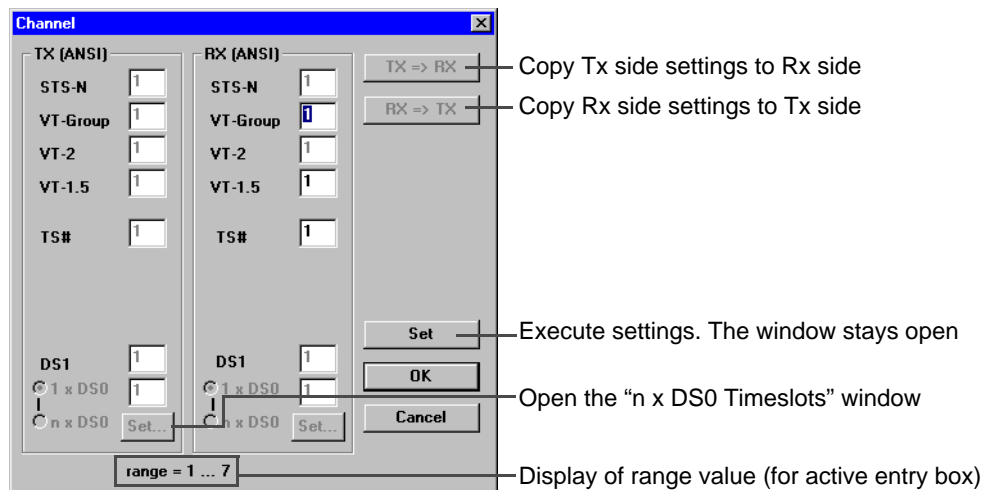 Channel
TX (ANSI)
STS-N 1
VT-Group 1
VT-2 1
VT-1.5 1
TS# 1
DS1 1
1 x DS0 1
n x DS0 Set...
RX (ANSI)
STS-N 1
VT-Group 1
VT-2 1
VT-1.5 1
TS# 1
DS1 1
1 x DS0 1
n x DS0 Set...
TX => RX
RX => TX
Set
OK
Cancel
range = 1 ... 7
Copy Tx side settings to Rx side
Copy Rx side settings to Tx side
Execute settings. The window stays open
Open the “n x DS0 Timeslots” window
Display of range value (for active entry box)